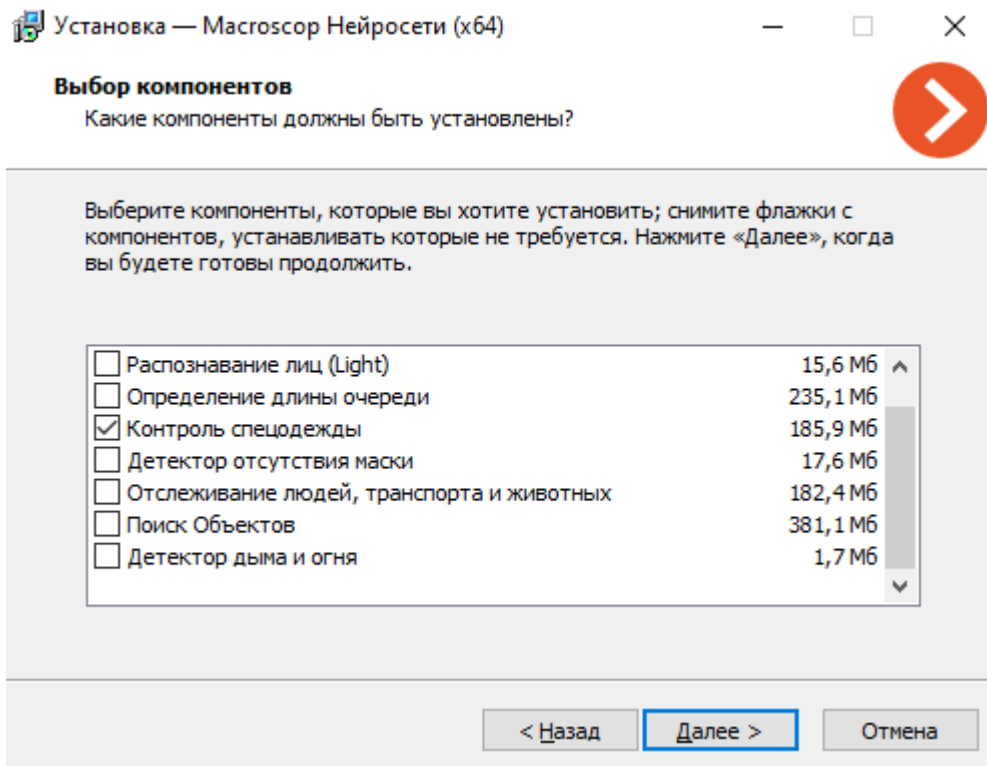 Установка — Macroscop Нейросети (x64)
Выбор компонентов
Какие компоненты должны быть установлены?
Выберите компоненты, которые вы хотите установить; снимите флажки с
компонентов, устанавливать которые не требуется. Нажмите «Далее», когда
вы будете готовы продолжить.
Распознавание лиц (Light) 15,6 Мб
Определение длины очереди 235,1 Мб
Контроль спецодежды 185,9 Мб
Детектор отсутствия маски 17,6 Мб
Отслеживание людей, транспорта и животных 182,4 Мб
Поиск Объектов 381,1 Мб
Детектор дыма и огня 1,7 Мб
< Назад Далее > Отмена